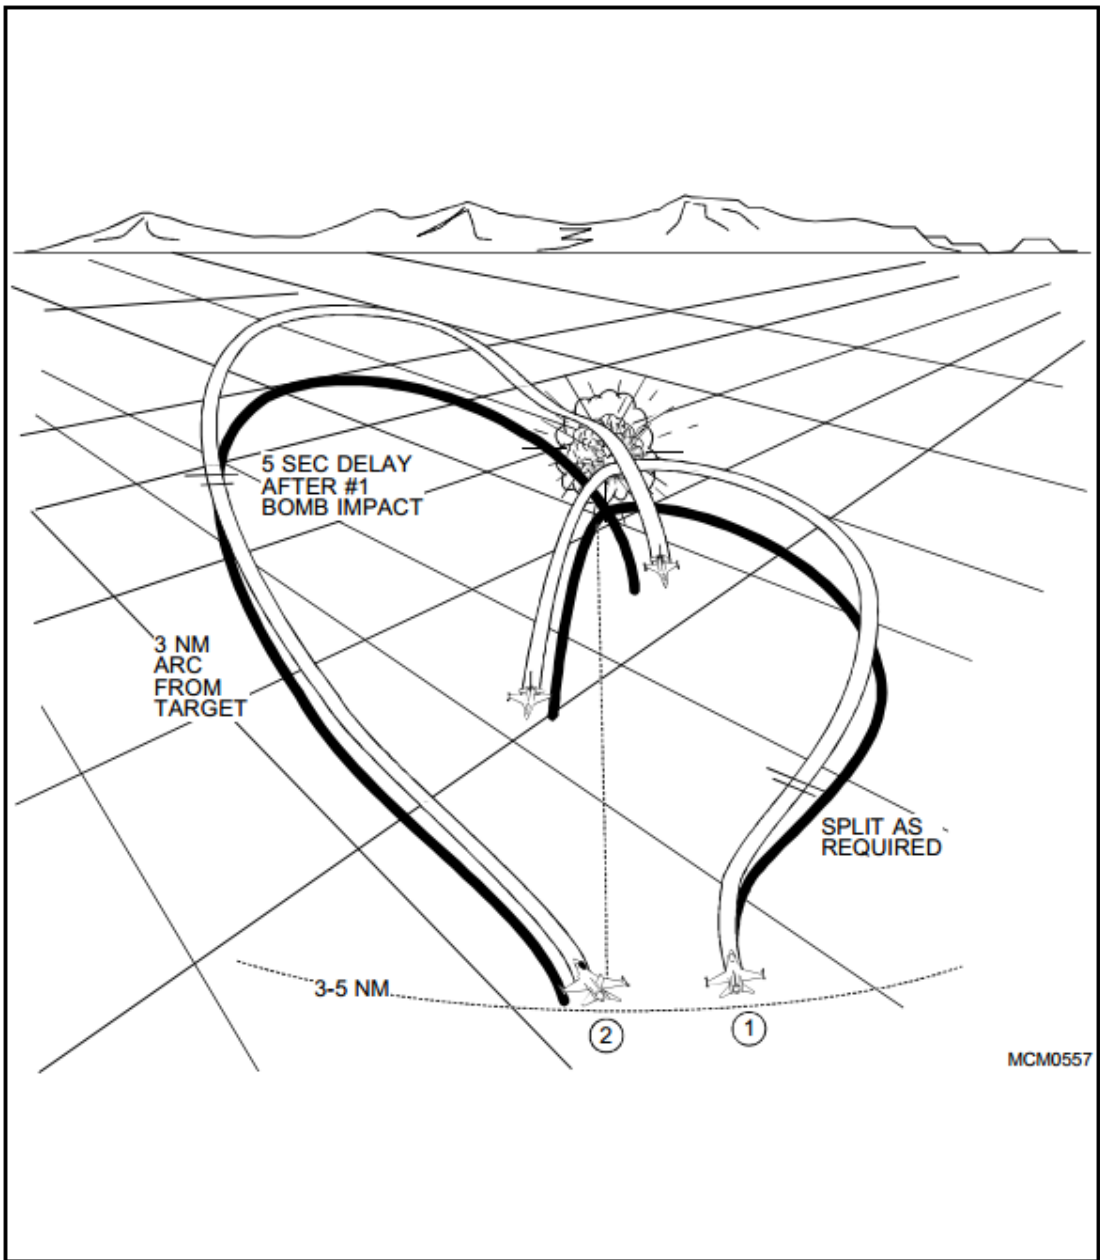 5 SEC DELAY
AFTER #1
BOMB IMPACT
3 NM
ARC
FROM
TARGET
SPLIT AS
REQUIRED
3-5 NM
2
1
MCM0557